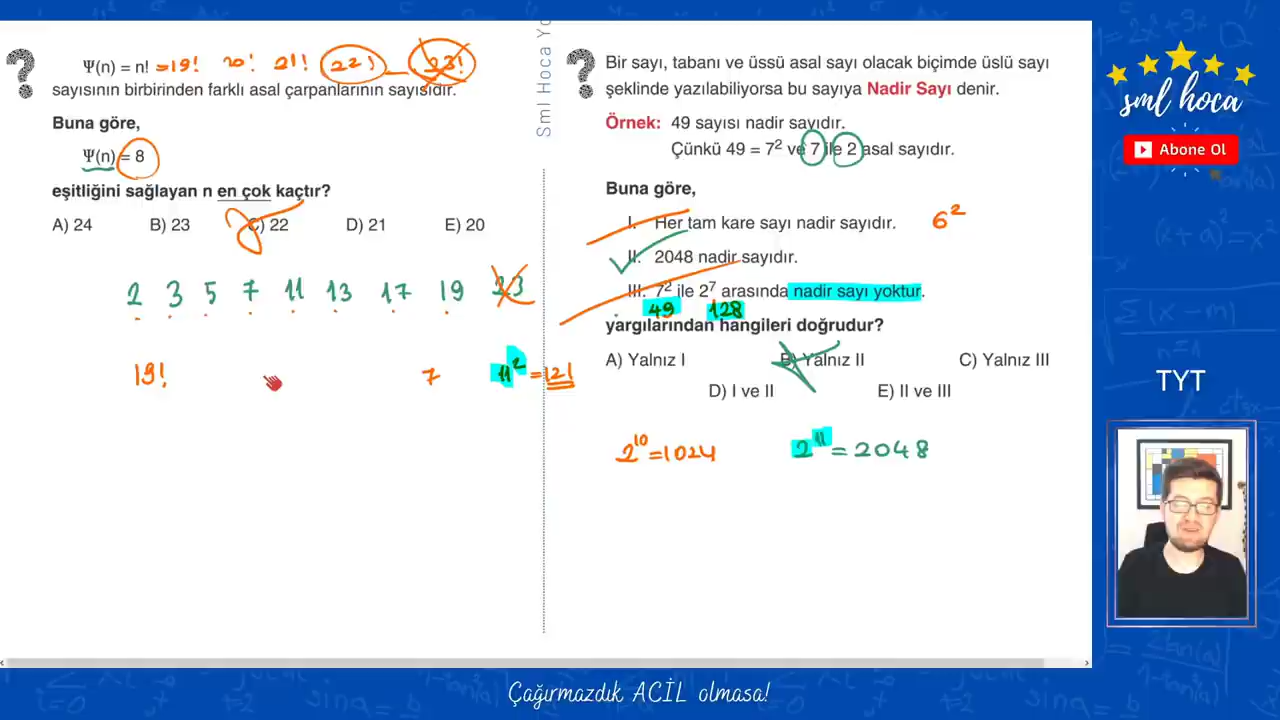 Ψ(n) = n! =19! 20! 21! 22! 23!
sayısının birbirinden farklı asal çarpanlarının sayısıdır.
Buna göre,
Ψ(n) = 8
eşitliğini sağlayan n en çok kaçtır?
A) 24 B) 23 C) 22 D) 21 E) 20
2 3 5 7 11 13 17 19 23
19! 7 11² = 121
Sml Hoca Yo
Bir sayı, tabanı ve üssü asal sayı olacak biçimde üslü sayı
şeklinde yazılabiliyorsa bu sayıya Nadir Sayı denir.
Örnek: 49 sayısı nadir sayıdır.
Çünkü 49 = 7² ve 7 ile 2 asal sayıdır.
Buna göre,
I. Her tam kare sayı nadir sayıdır. 6²
II. 2048 nadir sayıdır.
III. 7² ile 2⁷ arasında nadir sayı yoktur.
49 128
yargılarından hangileri doğrudur?
A) Yalnız I B) Yalnız II C) Yalnız III
D) I ve II E) II ve III
2¹⁰=1024 2¹¹ = 2048
sml hoca
Abone Ol
TYT
Çağırmazdık ACİL olmasa!